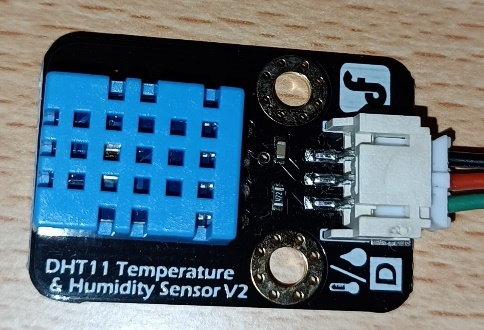 DHT11 Temperature
& Humidity Sensor V2
D